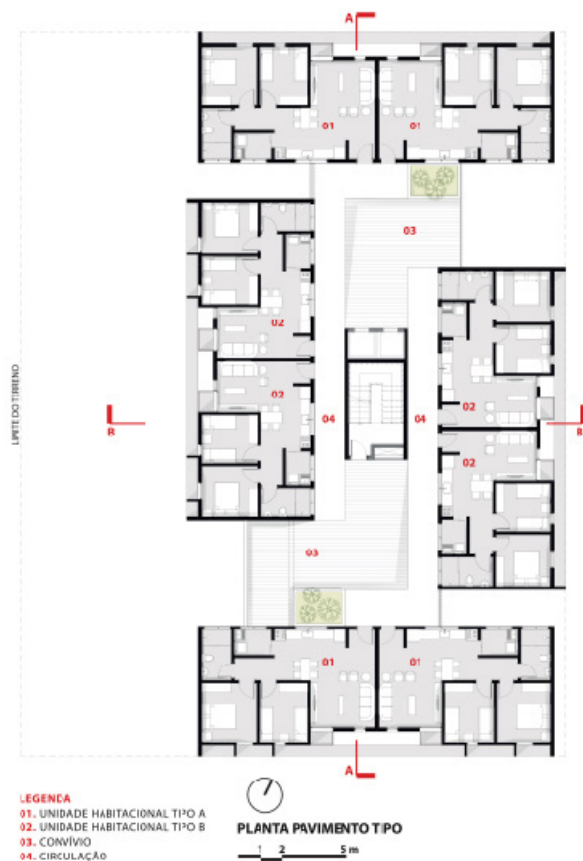 A
01 01
03
02
02
LIMITE DO TERRENO
B
04 04
02
B
02
03
01 01
A
LEGENDA
01. UNIDADE HABITACIONAL TIPO A
02. UNIDADE HABITACIONAL TIPO B
03. CONVÍVIO
04. CIRCULAÇÃO
PLANTA PAVIMENTO TIPO
1 2 5 m